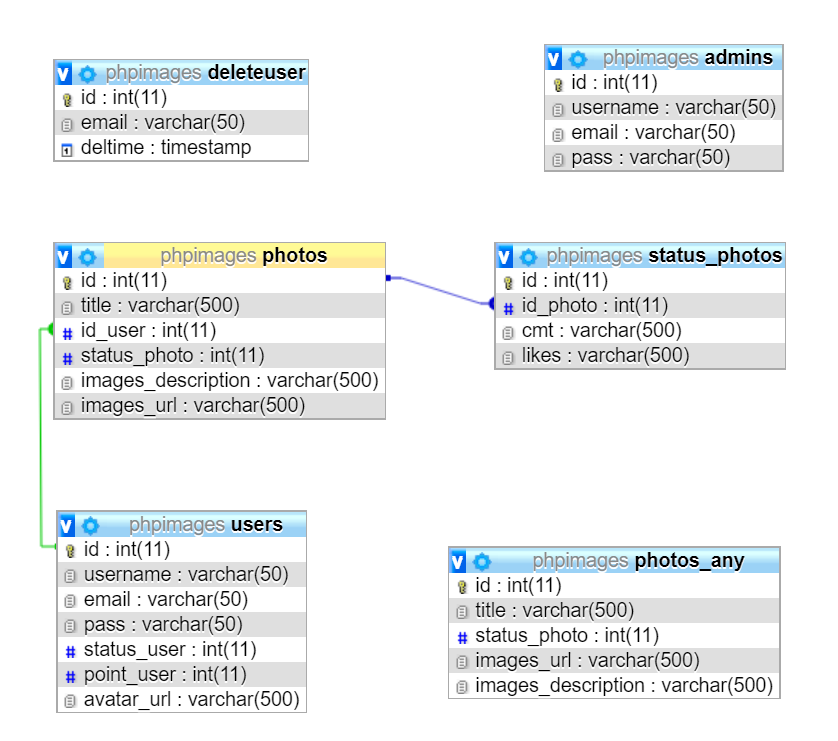 phpimages deleteuser
id : int(11)
email : varchar(50)
deltime : timestamp
phpimages admins
id : int(11)
username : varchar(50)
email : varchar(50)
pass : varchar(50)
phpimages photos
id : int(11)
title : varchar(500)
id_user : int(11)
status_photo : int(11)
images_description : varchar(500)
images_url : varchar(500)
phpimages status_photos
id : int(11)
id_photo : int(11)
cmt : varchar(500)
likes : varchar(500)
phpimages users
id : int(11)
username : varchar(50)
email : varchar(50)
pass : varchar(50)
status_user : int(11)
point_user : int(11)
avatar_url : varchar(500)
phpimages photos_any
id : int(11)
title : varchar(500)
status_photo : int(11)
images_url : varchar(500)
images_description : varchar(500)